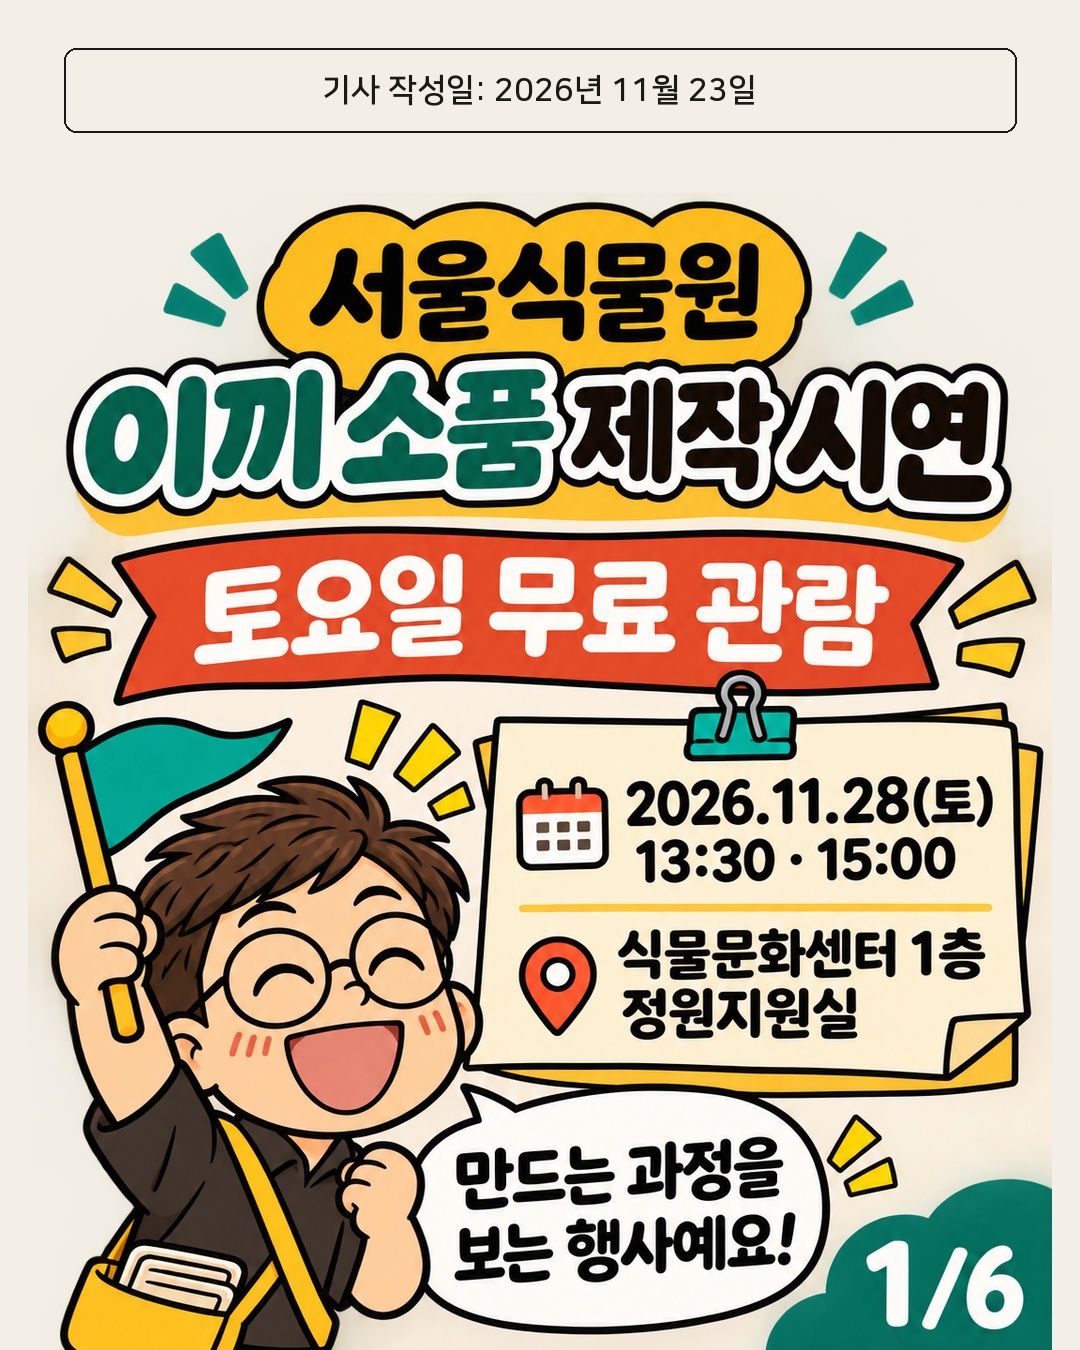 기사 작성일: 2026년 11월 23일
서울식물원
이끼 소품 제작 시연
토요일 무료 관람
2026.11.28(토)
13:30 · 15:00
식물문화센터 1층
정원지원실
만드는 과정을
보는 행사예요!
1/6